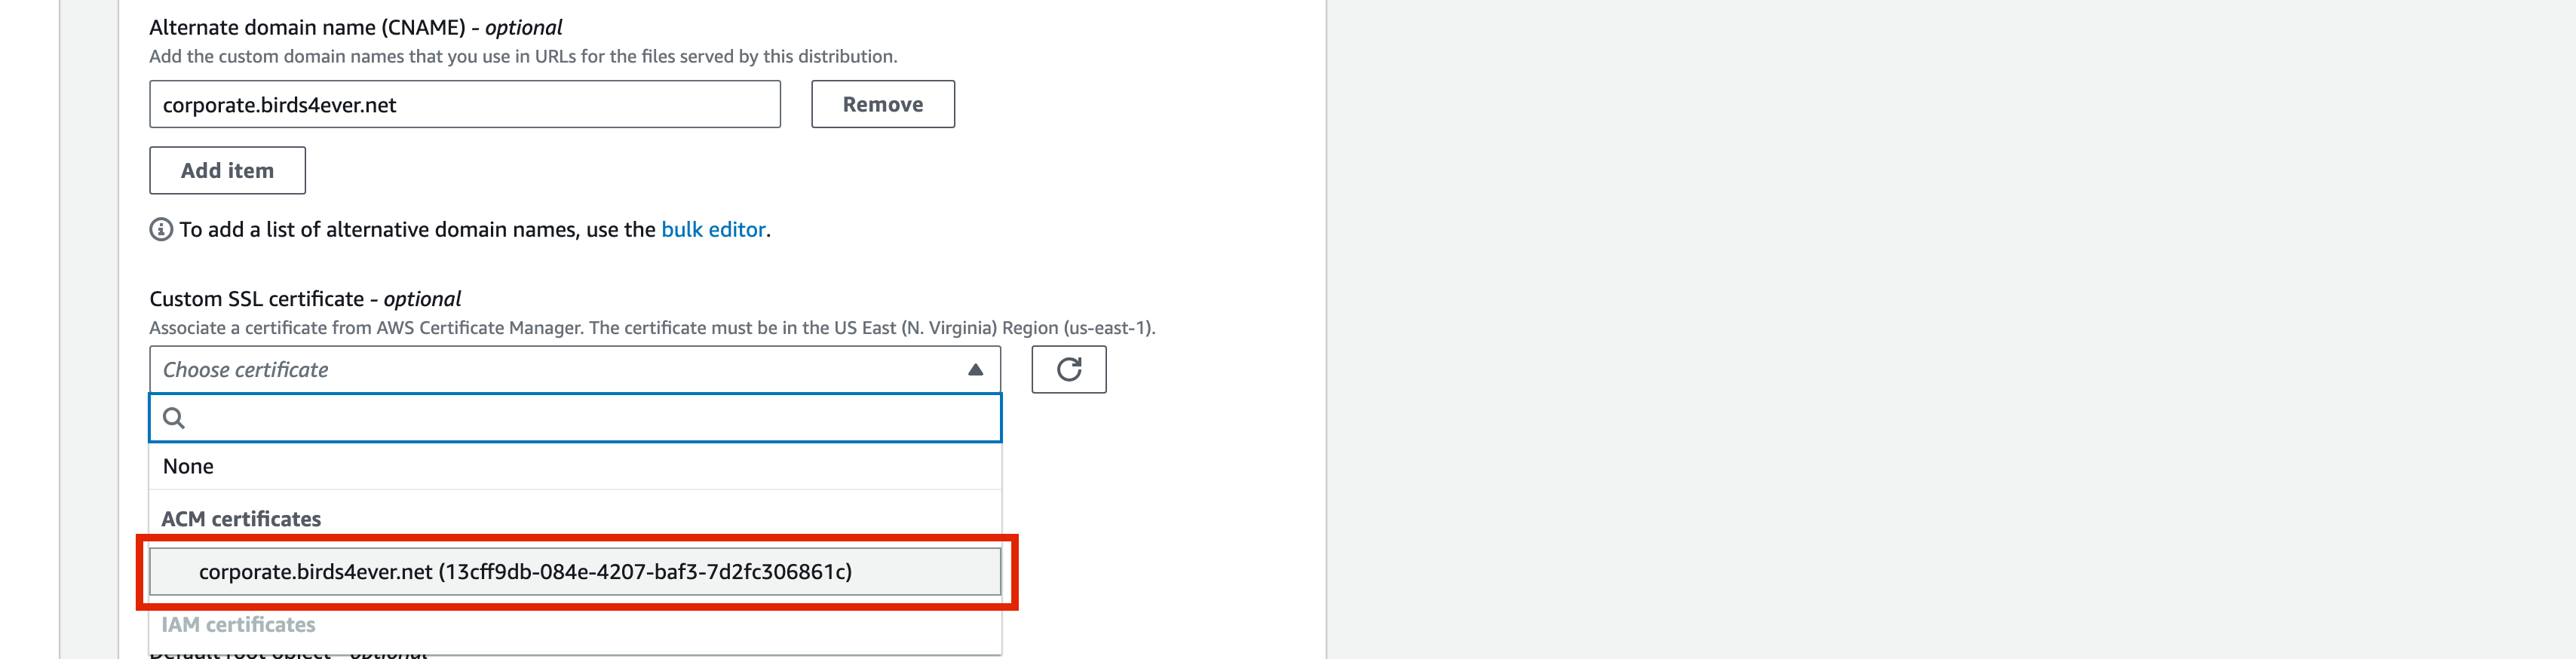 Alternate domain name (CNAME) - optional
Add the custom domain names that you use in URLs for the files served by this distribution.
corporate.birds4ever.net
Remove
Add item
To add a list of alternative domain names, use the bulk editor.
Custom SSL certificate - optional
Associate a certificate from AWS Certificate Manager. The certificate must be in the US East (N. Virginia) Region (us-east-1).
Choose certificate
None
ACM certificates
corporate.birds4ever.net (13cff9db-084e-4207-baf3-7d2fc306861c)
IAM certificates
Default root object - optional